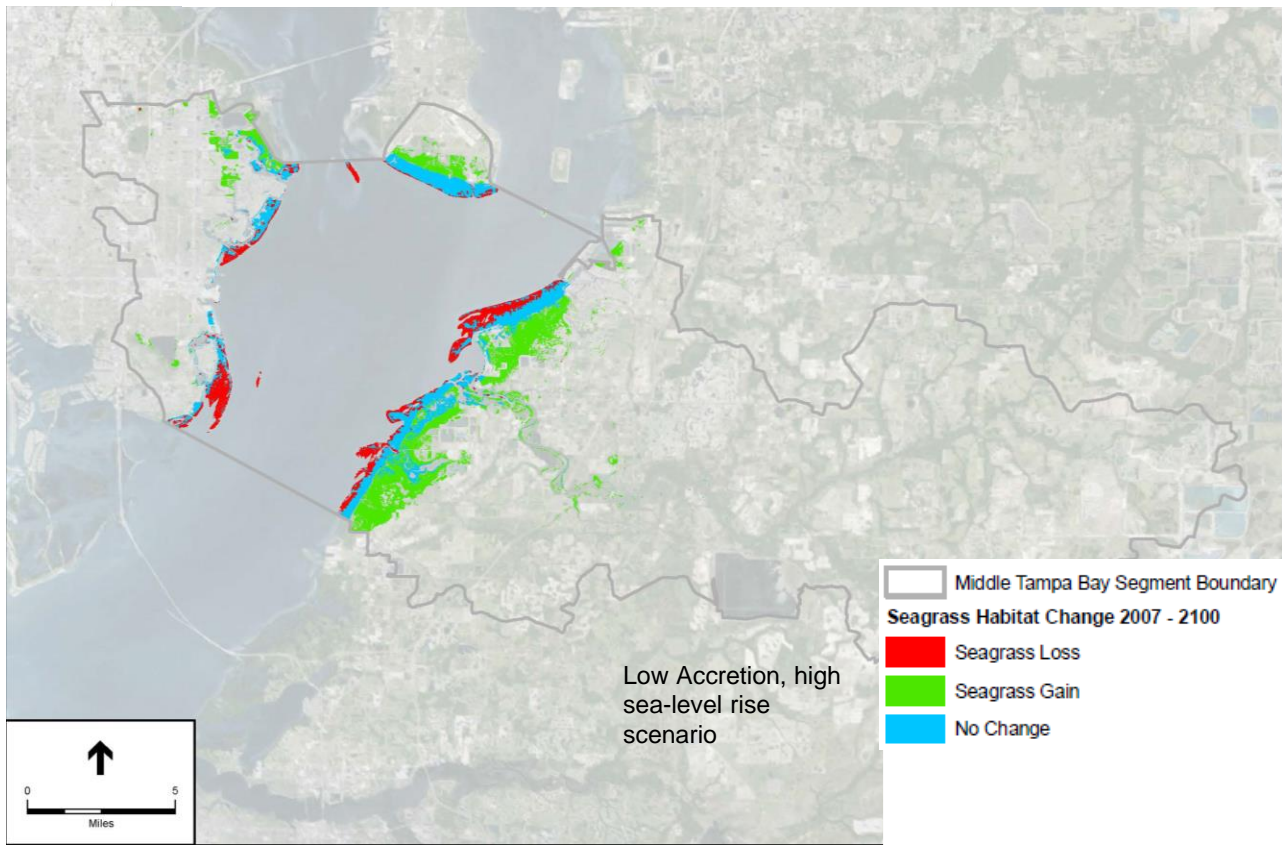 Middle Tampa Bay Segment Boundary
Seagrass Habitat Change 2007 - 2100
Seagrass Loss
Seagrass Gain
No Change
Low Accretion, high
sea-level rise
scenario
0 5
Miles